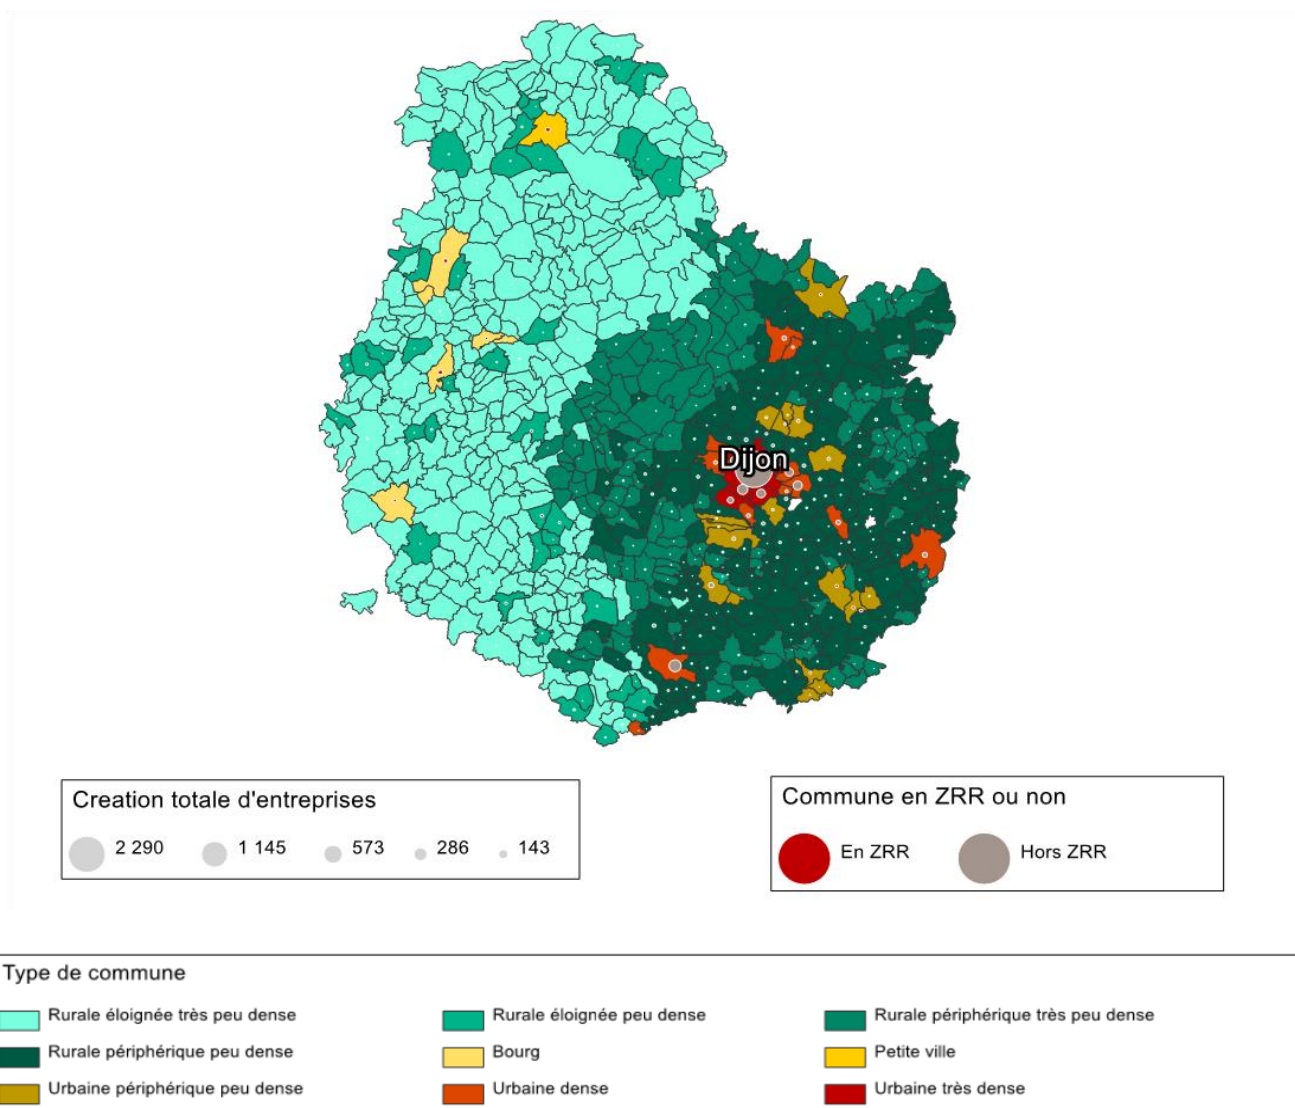 Dijon
Creation totale d'entreprises
2 290 1 145 573 286 143
Commune en ZRR ou non
En ZRR Hors ZRR
Type de commune
Rurale éloignée très peu dense Rurale éloignée peu dense Rurale périphérique très peu dense
Rurale périphérique peu dense Bourg Petite ville
Urbaine périphérique peu dense Urbaine dense Urbaine très dense